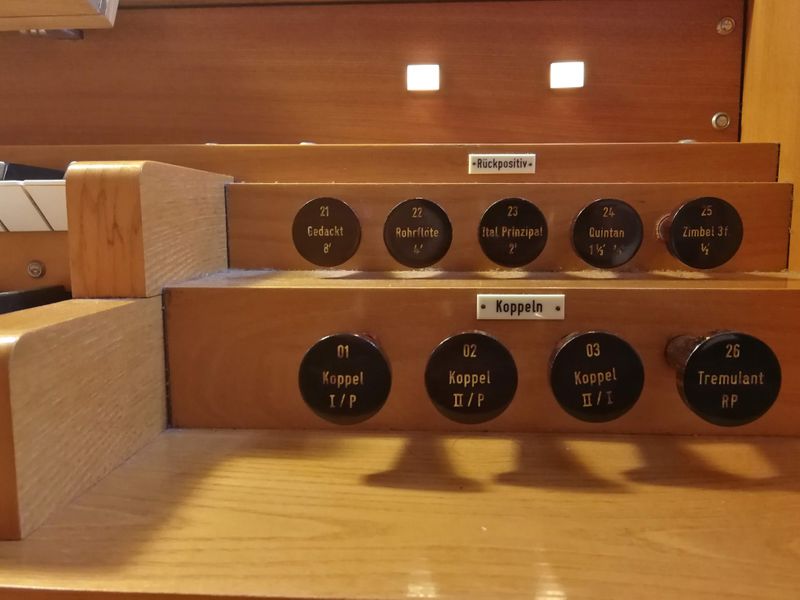 •Rückpositiv•
21
Gedackt
8'
22
Rohrflöte
4'
23
Ital. Prinzipal
2'
24
Quintan
1 ⅓'
25
Zimbel 3f.
½'
Koppeln
01
Koppel
I / P
02
Koppel
II / P
03
Koppel
II / I
26
Tremulant
RP